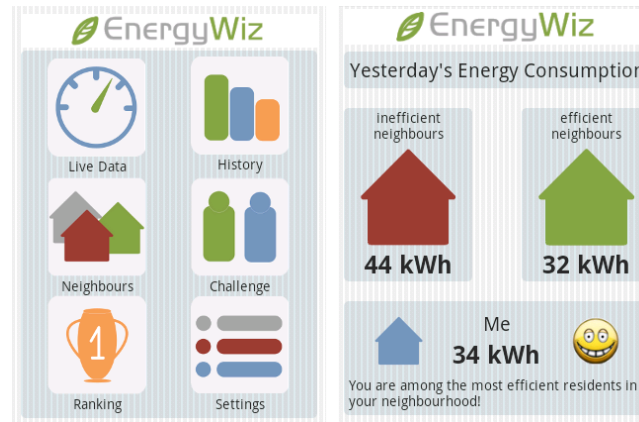 EnergyWiz
Live Data
History
Neighbours
Challenge
1
Ranking
Settings
EnergyWiz
Yesterday's Energy Consumption
inefficient
neighbours
44 kWh
efficient
neighbours
32 kWh
Me
34 kWh
You are among the most efficient residents in
your neighbourhood!